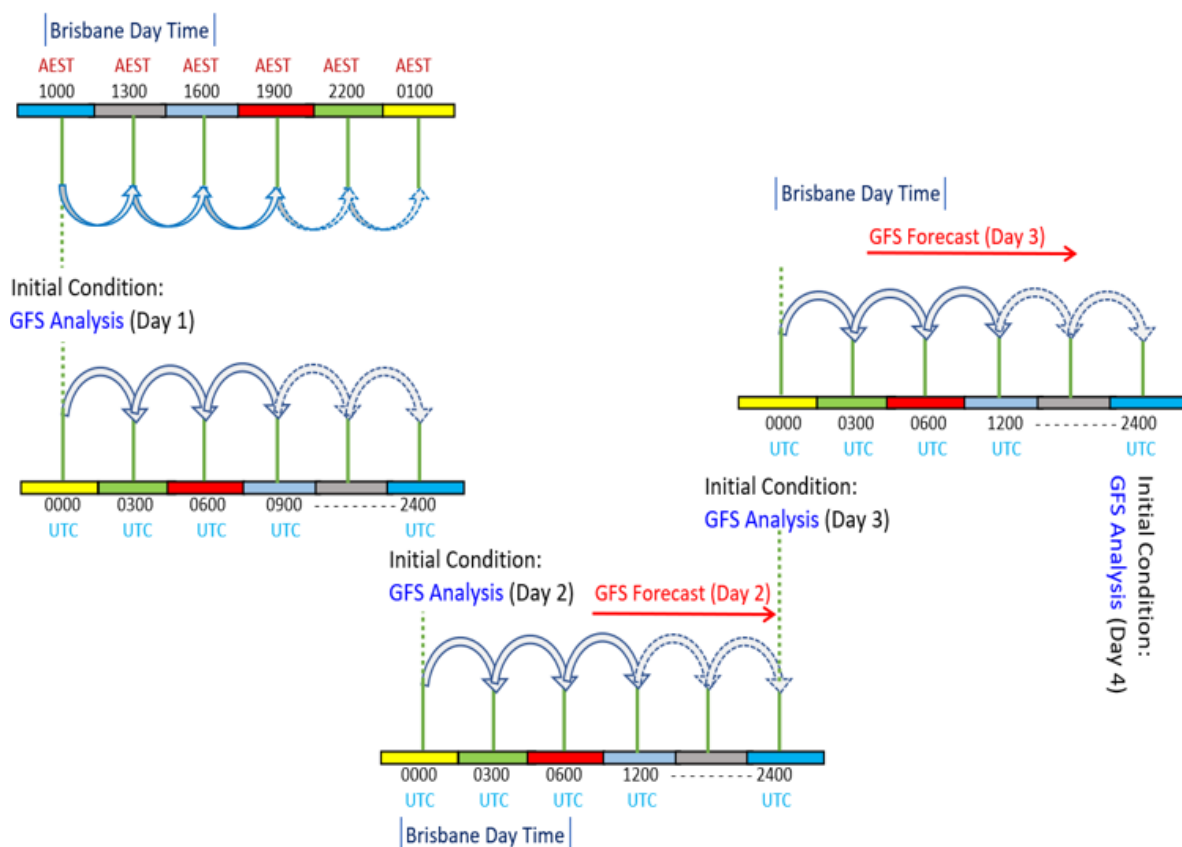 Brisbane Day Time
AEST AEST AEST AEST AEST AEST
1000 1300 1600 1900 2200 0100
Initial Condition:
GFS Analysis (Day 1)
0000 0300 0600 0900 --------- 2400
UTC UTC UTC UTC UTC
Initial Condition:
GFS Analysis (Day 2)
GFS Forecast (Day 2)
0000 0300 0600 1200 --------- 2400
UTC UTC UTC UTC UTC
Brisbane Day Time
Brisbane Day Time
GFS Forecast (Day 3)
0000 0300 0600 1200 --------- 2400
UTC UTC UTC UTC UTC
Initial Condition:
GFS Analysis (Day 3)
Initial Condition:
GFS Analysis (Day 4)